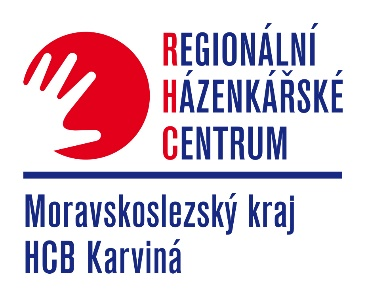 REGIONÁLNÍ
HÁZENKÁŘSKÉ
CENTRUM
Moravskoslezský kraj
HCB Karviná